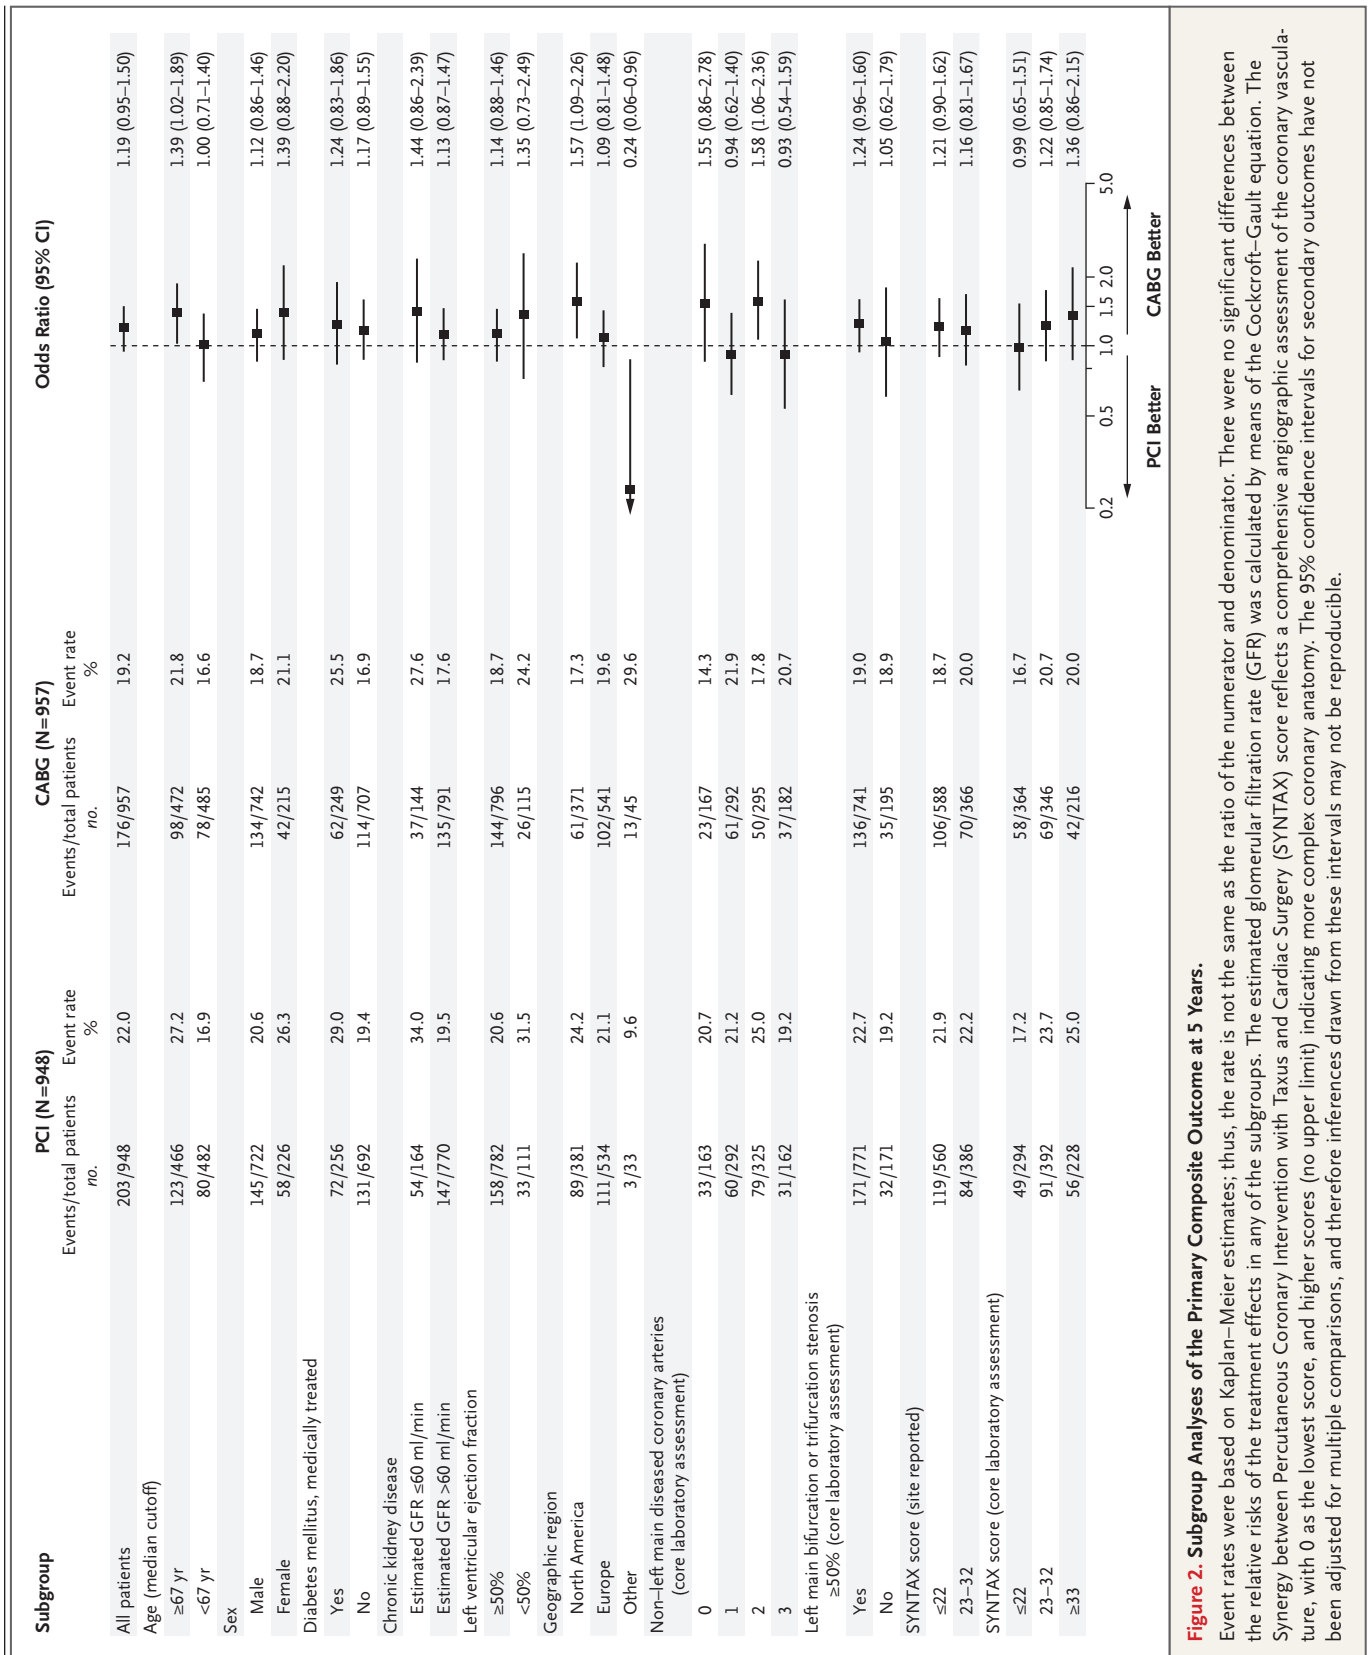 Subgroup PCI (N=948) CABG (N=957) Odds Ratio (95% CI)
Events/total patients Event rate Events/total patients Event rate
no. % no. %
All patients 203/948 22.0 176/957 19.2 1.19 (0.95–1.50)
Age (median cutoff)
≥67 yr 123/466 27.2 98/472 21.8 1.39 (1.02–1.89)
<67 yr 80/482 16.9 78/485 16.6 1.00 (0.71–1.40)
Sex
Male 145/722 20.6 134/742 18.7 1.12 (0.86–1.46)
Female 58/226 26.3 42/215 21.1 1.39 (0.88–2.20)
Diabetes mellitus, medically treated
Yes 72/256 29.0 62/249 25.5 1.24 (0.83–1.86)
No 131/692 19.4 114/707 16.9 1.17 (0.89–1.55)
Chronic kidney disease
Estimated GFR ≤60 ml/min 54/164 34.0 37/144 27.6 1.44 (0.86–2.39)
Estimated GFR >60 ml/min 147/770 19.5 135/791 17.6 1.13 (0.87–1.47)
Left ventricular ejection fraction
≥50% 158/782 20.6 144/796 18.7 1.14 (0.88–1.46)
<50% 33/111 31.5 26/115 24.2 1.35 (0.73–2.49)
Geographic region
North America 89/381 24.2 61/371 17.3 1.57 (1.09–2.26)
Europe 111/534 21.1 102/541 19.6 1.09 (0.81–1.48)
Other 3/33 9.6 13/45 29.6 0.24 (0.06–0.96)
Non–left main diseased coronary arteries
(core laboratory assessment)
0 33/163 20.7 23/167 14.3 1.55 (0.86–2.78)
1 60/292 21.2 61/292 21.9 0.94 (0.62–1.40)
2 79/325 25.0 50/295 17.8 1.58 (1.06–2.36)
3 31/162 19.2 37/182 20.7 0.93 (0.54–1.59)
Left main bifurcation or trifurcation stenosis
≥50% (core laboratory assessment)
Yes 171/771 22.7 136/741 19.0 1.24 (0.96–1.60)
No 32/171 19.2 35/195 18.9 1.05 (0.62–1.79)
SYNTAX score (site reported)
≤22 119/560 21.9 106/588 18.7 1.21 (0.90–1.62)
23–32 84/386 22.2 70/366 20.0 1.16 (0.81–1.67)
SYNTAX score (core laboratory assessment)
≤22 49/294 17.2 58/364 16.7 0.99 (0.65–1.51)
23–32 91/392 23.7 69/346 20.7 1.22 (0.85–1.74)
≥33 56/228 25.0 42/216 20.0 1.36 (0.86–2.15)
0.2 0.5 1.0 1.5 2.0 5.0
PCI Better CABG Better
Figure 2. Subgroup Analyses of the Primary Composite Outcome at 5 Years.
Event rates were based on Kaplan–Meier estimates; thus, the rate is not the same as the ratio of the numerator and denominator. There were no significant differences between
the relative risks of the treatment effects in any of the subgroups. The estimated glomerular filtration rate (GFR) was calculated by means of the Cockcroft–Gault equation. The
Synergy between Percutaneous Coronary Intervention with Taxus and Cardiac Surgery (SYNTAX) score reflects a comprehensive angiographic assessment of the coronary vascula-
ture, with 0 as the lowest score, and higher scores (no upper limit) indicating more complex coronary anatomy. The 95% confidence intervals for secondary outcomes have not
been adjusted for multiple comparisons, and therefore inferences drawn from these intervals may not be reproducible.